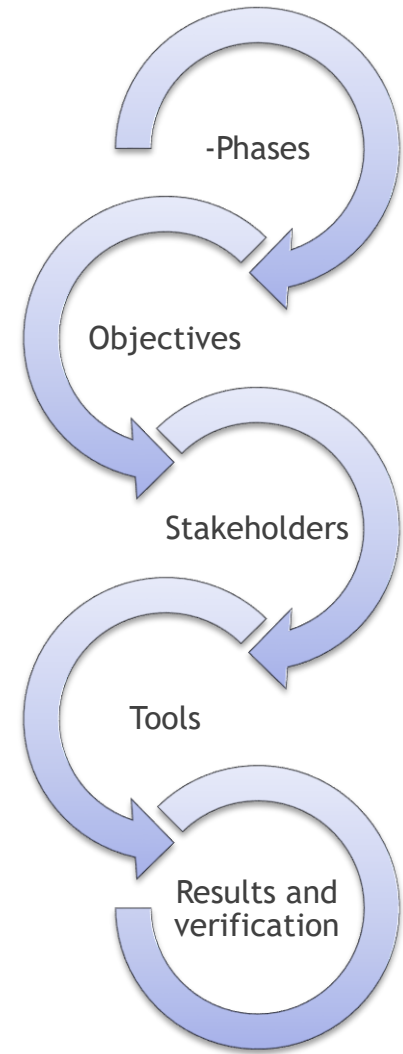 -Phases
Objectives
Stakeholders
Tools
Results and
verification